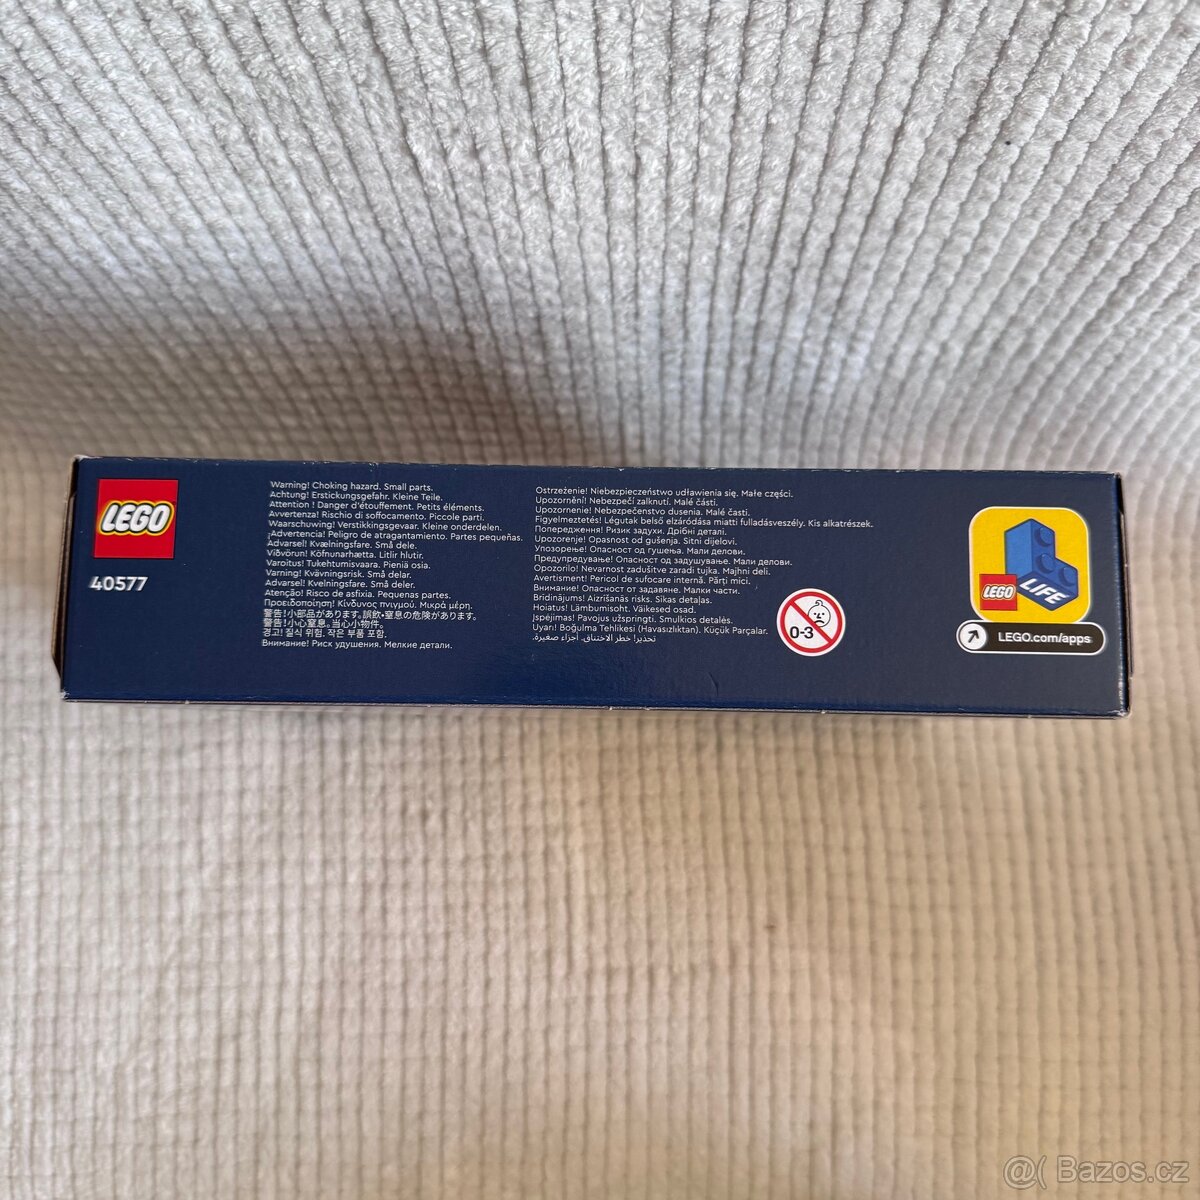 LEGO
40577
Warning! Choking hazard. Small parts.
Achtung! Erstickungsgefahr. Kleine Teile.
Attention ! Danger d'étouffement. Petits éléments.
Avvertenza! Rischio di soffocamento. Piccole parti.
Waarschuwing! Verstikkingsgevaar. Kleine onderdelen.
¡Advertencia! Peligro de atragantamiento. Partes pequeñas.
Advarsel! Kvælningsfare. Små dele.
Viðvörun! Köfnunarhætta. Litlir hlutir.
Varoitus! Tukehtumisvaara. Pieniä osia.
Varning! Kvävningsrisk. Små delar.
Advarsel! Kvelningsfare. Små deler.
Atenção! Risco de asfixia. Pequenas partes.
Προειδοποίηση! Κίνδυνος πνιγμού. Μικρά μέρη.
警告！小部品があります。誤飲・窒息の危険があります。
警告！当心窒息。当心小物件。
경고! 질식 위험. 작은 부품 포함.
Внимание! Риск удушения. Мелкие детали.
Ostrzeżenie! Niebezpieczeństwo udławienia się. Małe części.
Upozornění! Nebezpečí zalknutí. Malé části.
Upozornenie! Nebezpečenstvo dusenia. Malé časti.
Figyelmeztetés! Légutak belső elzáródása miatti fulladásveszély. Kis alkatrészek.
Попередження! Ризик задухи. Дрібні деталі.
Upozorenje! Opasnost od gušenja. Sitni dijelovi.
Упозорење! Опасност од гушења. Мали делови.
Предупредување! Опасност од задушување. Мали делови.
Opozorilo! Nevarnost zadušitve zaradi tujka. Majhni deli.
Avertisment! Pericol de sufocare internă. Părți mici.
Внимание! Опасност от задавяне. Малки части.
Brīdinājums! Aizrīšanās risks. Sīkas detaļas.
Hoiatus! Lämbumisoht. Väikesed osad.
Įspėjimas! Pavojus užspringti. Smulkios detalės.
Uyarı! Boğulma Tehlikesi (Havasızlıktan). Küçük Parçalar.
تحذير! خطر الاختناق. أجزاء صغيرة.
0-3
LEGO
LIFE
LEGO.com/apps
@( Bazos.cz